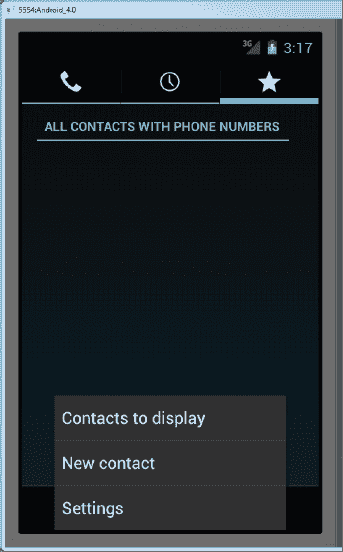 5554:Android_4.0
3G 3:17
ALL CONTACTS WITH PHONE NUMBERS
Contacts to display
New contact
Settings